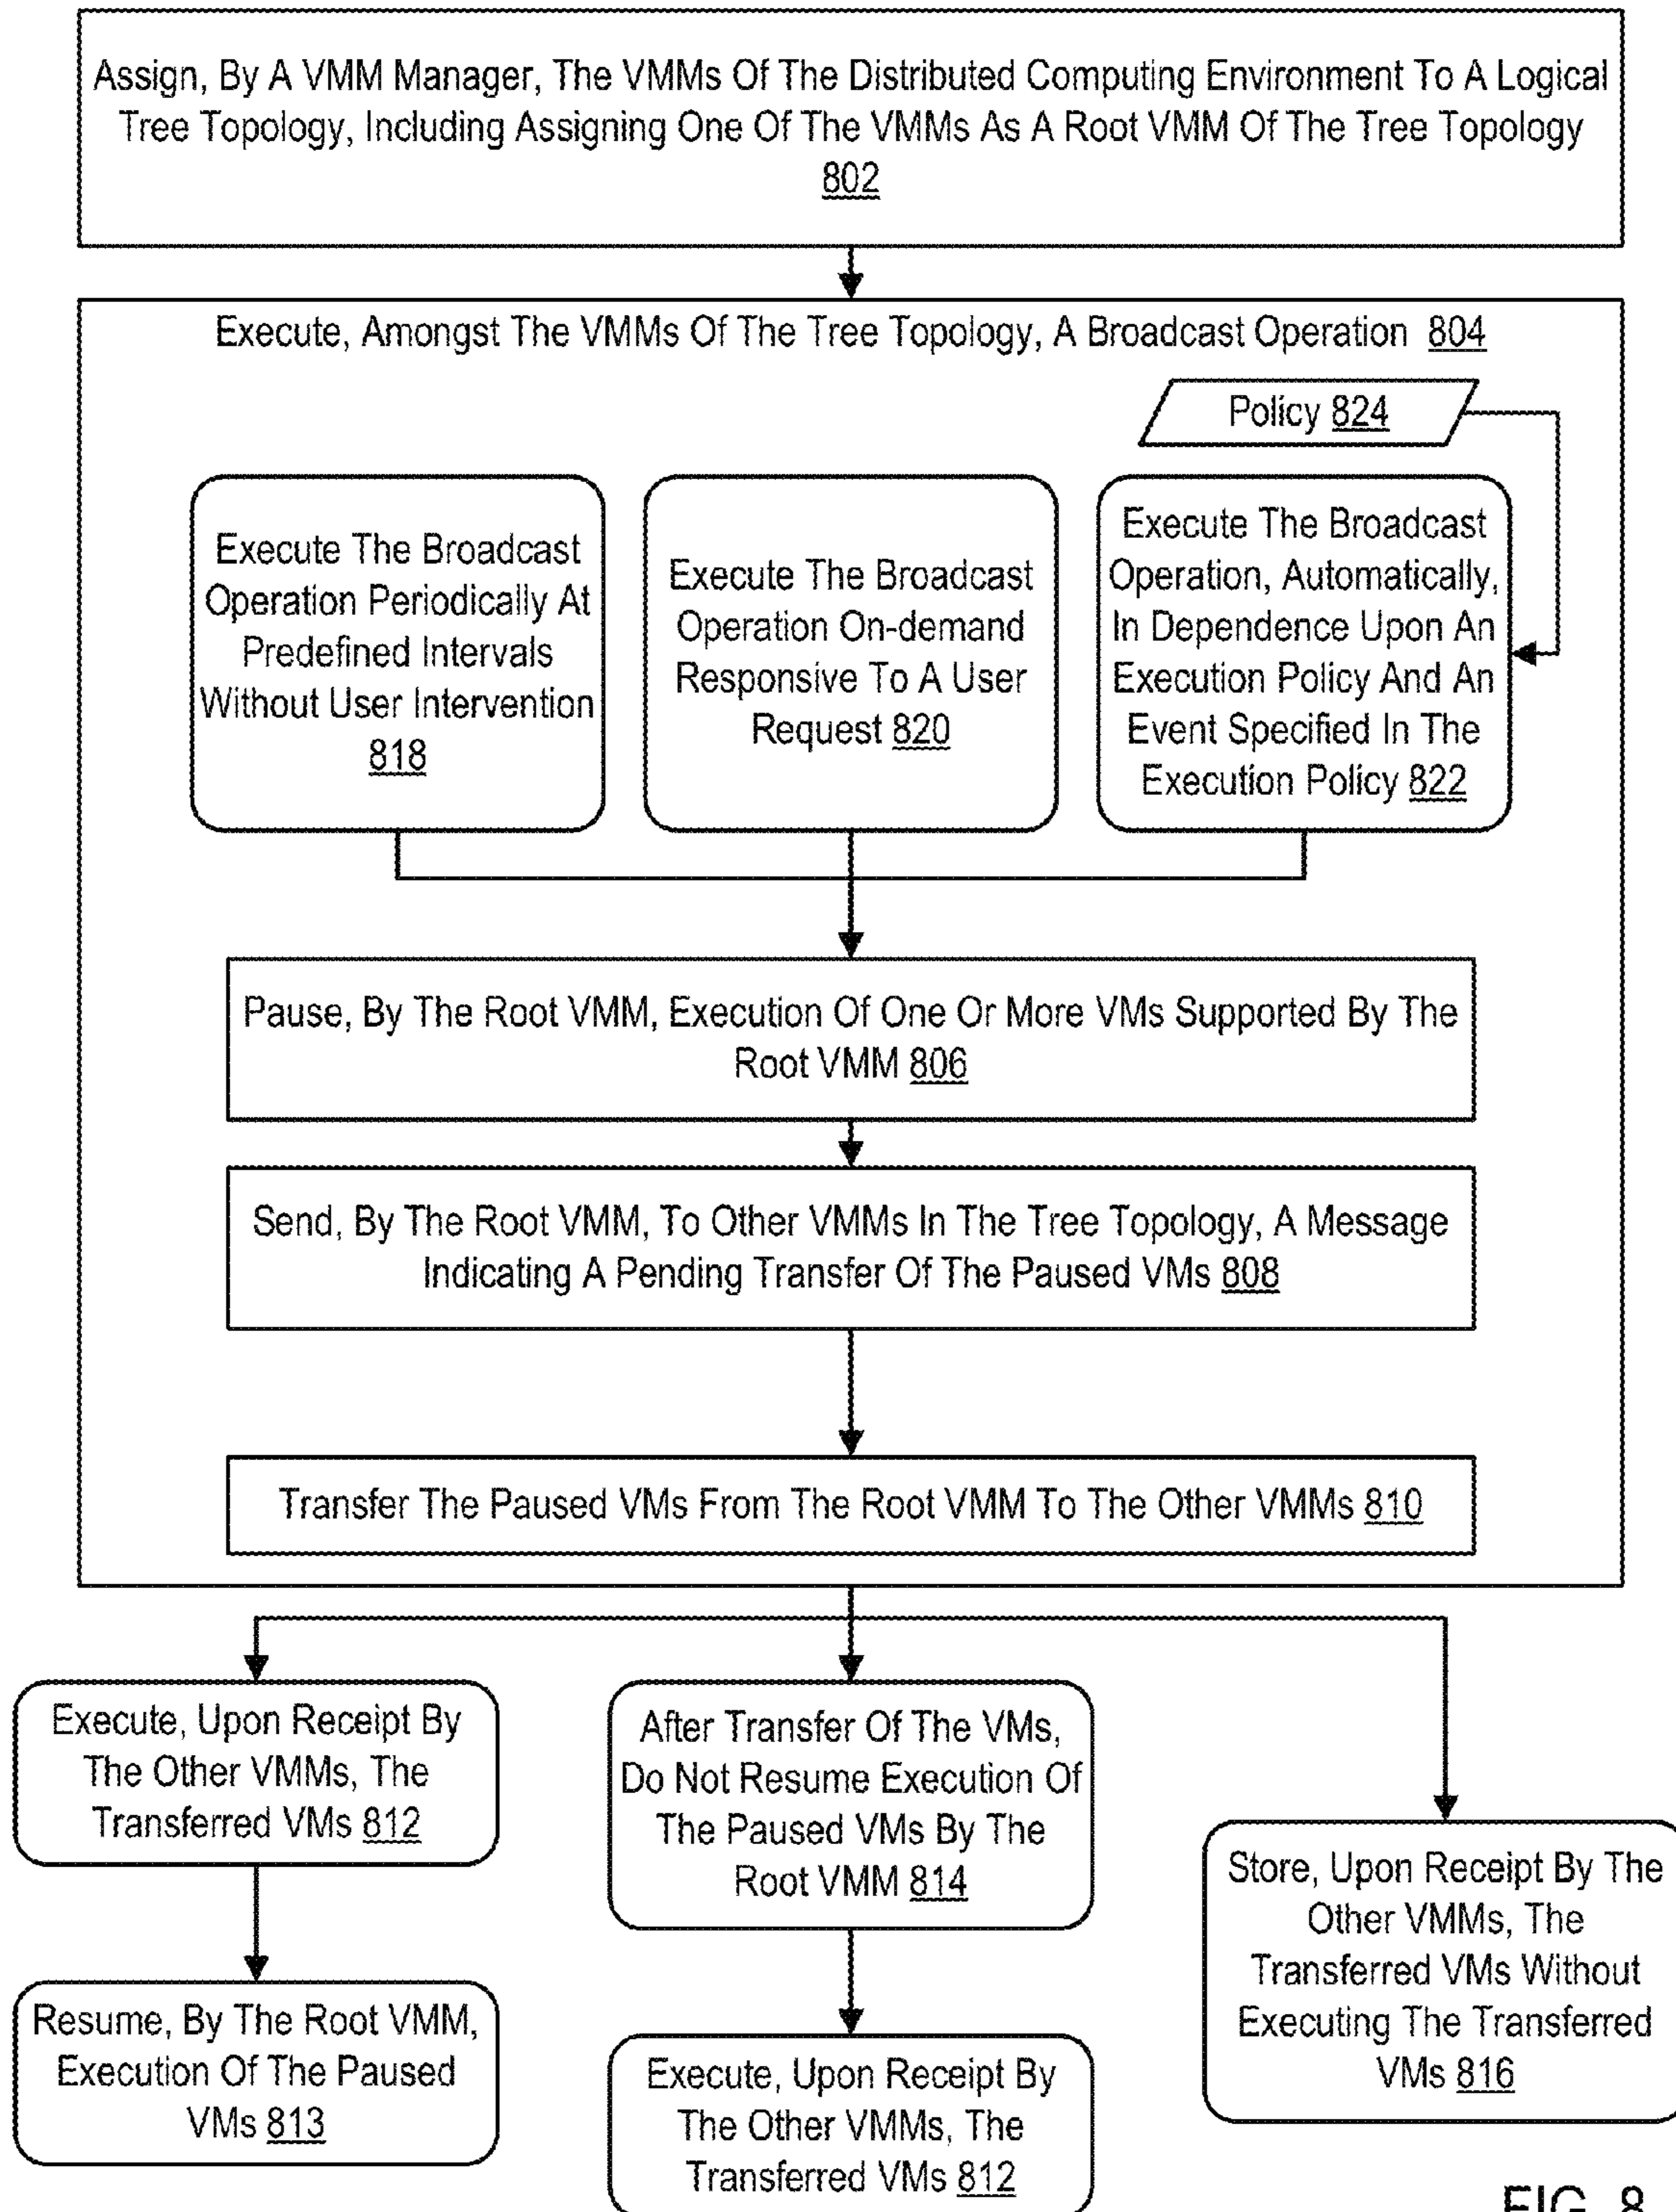 Assign, By A VMM Manager, The VMMs Of The Distributed Computing Environment To A Logical
Tree Topology, Including Assigning One Of The VMMs As A Root VMM Of The Tree Topology
802
Execute, Amongst The VMMs Of The Tree Topology, A Broadcast Operation 804
Policy 824
Execute The Broadcast
Operation Periodically At
Predefined Intervals
Without User Intervention
818
Execute The Broadcast
Operation On-demand
Responsive To A User
Request 820
Execute The Broadcast
Operation, Automatically,
In Dependence Upon An
Execution Policy And An
Event Specified In The
Execution Policy 822
Pause, By The Root VMM, Execution Of One Or More VMs Supported By The
Root VMM 806
Send, By The Root VMM, To Other VMMs In The Tree Topology, A Message
Indicating A Pending Transfer Of The Paused VMs 808
Transfer The Paused VMs From The Root VMM To The Other VMMs 810
Execute, Upon Receipt By
The Other VMMs, The
Transferred VMs 812
Resume, By The Root VMM,
Execution Of The Paused
VMs 813
After Transfer Of The VMs,
Do Not Resume Execution Of
The Paused VMs By The
Root VMM 814
Execute, Upon Receipt By
The Other VMMs, The
Transferred VMs 812
Store, Upon Receipt By The
Other VMMs, The
Transferred VMs Without
Executing The Transferred
VMs 816
FIG. 8